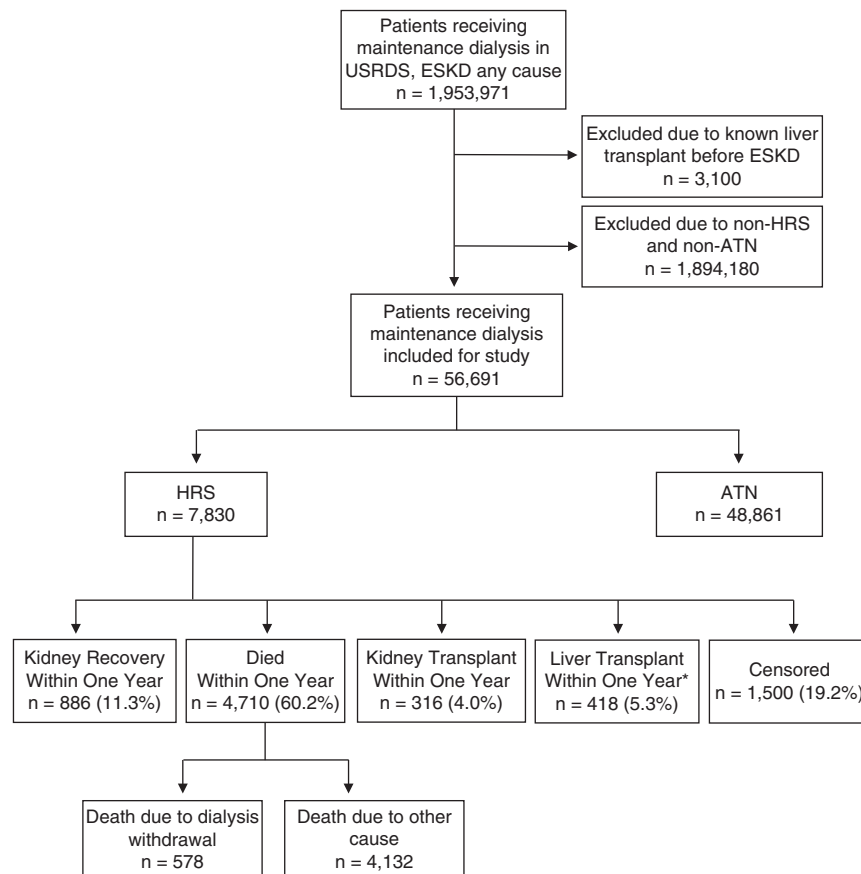 Patients receiving
maintenance dialysis in
USRDS, ESKD any cause
n = 1,953,971
Excluded due to known liver
transplant before ESKD
n = 3,100
Excluded due to non-HRS
and non-ATN
n = 1,894,180
Patients receiving
maintenance dialysis
included for study
n = 56,691
HRS
n = 7,830
ATN
n = 48,861
Kidney Recovery
Within One Year
n = 886 (11.3%)
Died
Within One Year
n = 4,710 (60.2%)
Kidney Transplant
Within One Year
n = 316 (4.0%)
Liver Transplant
Within One Year*
n = 418 (5.3%)
Censored
n = 1,500 (19.2%)
Death due to dialysis
withdrawal
n = 578
Death due to other
cause
n = 4,132